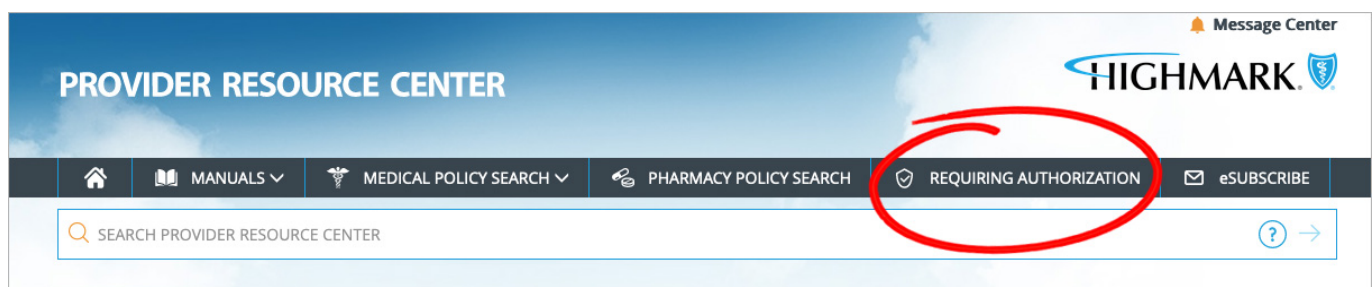 Message Center
PROVIDER RESOURCE CENTER
HIGHMARK.
MANUALS MEDICAL POLICY SEARCH PHARMACY POLICY SEARCH REQUIRING AUTHORIZATION eSUBSCRIBE
SEARCH PROVIDER RESOURCE CENTER ?